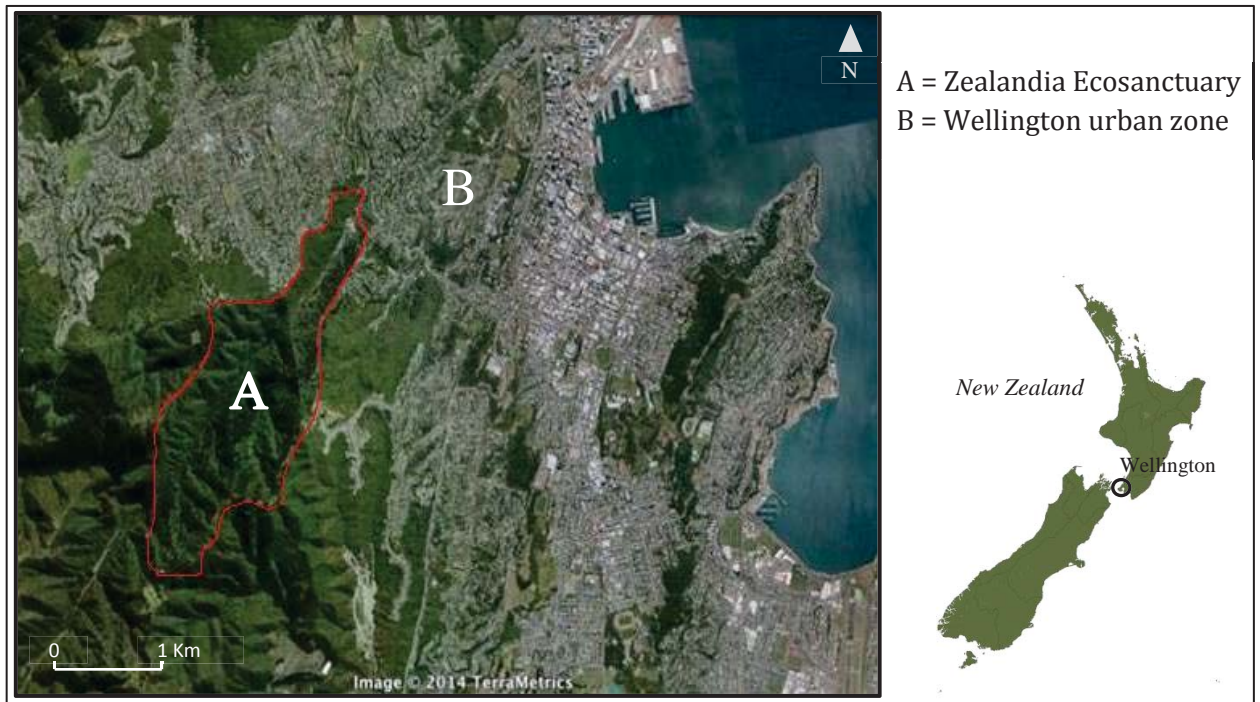 N
A = Zealandia Ecosanctuary
B = Wellington urban zone
B
A
New Zealand
Wellington
0 1 Km
Image © 2014 TerraMetrics